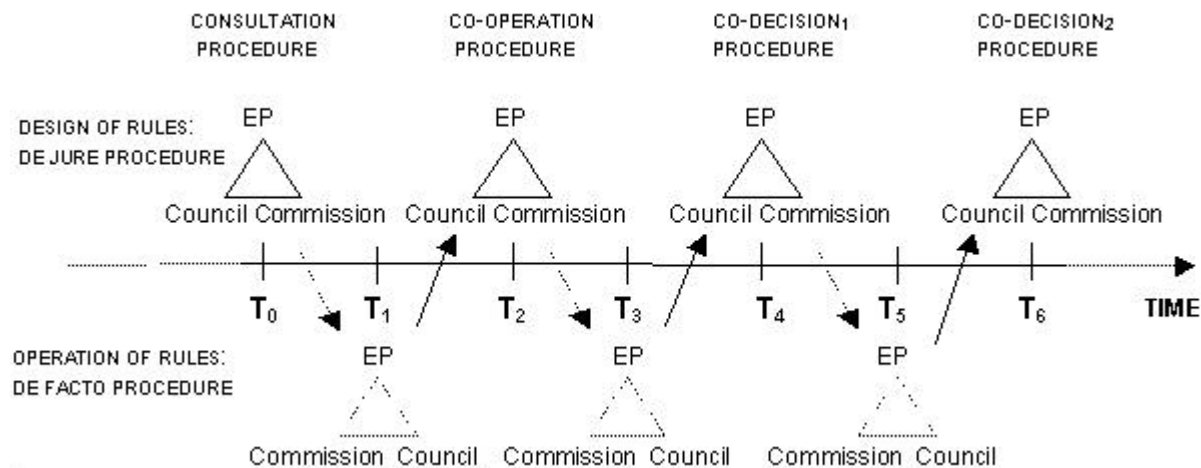 CONSULTATION PROCEDURE
CO-OPERATION PROCEDURE
CO-DECISION₁ PROCEDURE
CO-DECISION₂ PROCEDURE
DESIGN OF RULES:
DE JURE PROCEDURE
EP
EP
EP
EP
Council Commission
Council Commission
Council Commission
Council Commission
T₀
T₁
T₂
T₃
T₄
T₅
T₆
TIME
OPERATION OF RULES:
DE FACTO PROCEDURE
EP
EP
EP
Commission Council
Commission Council
Commission Council